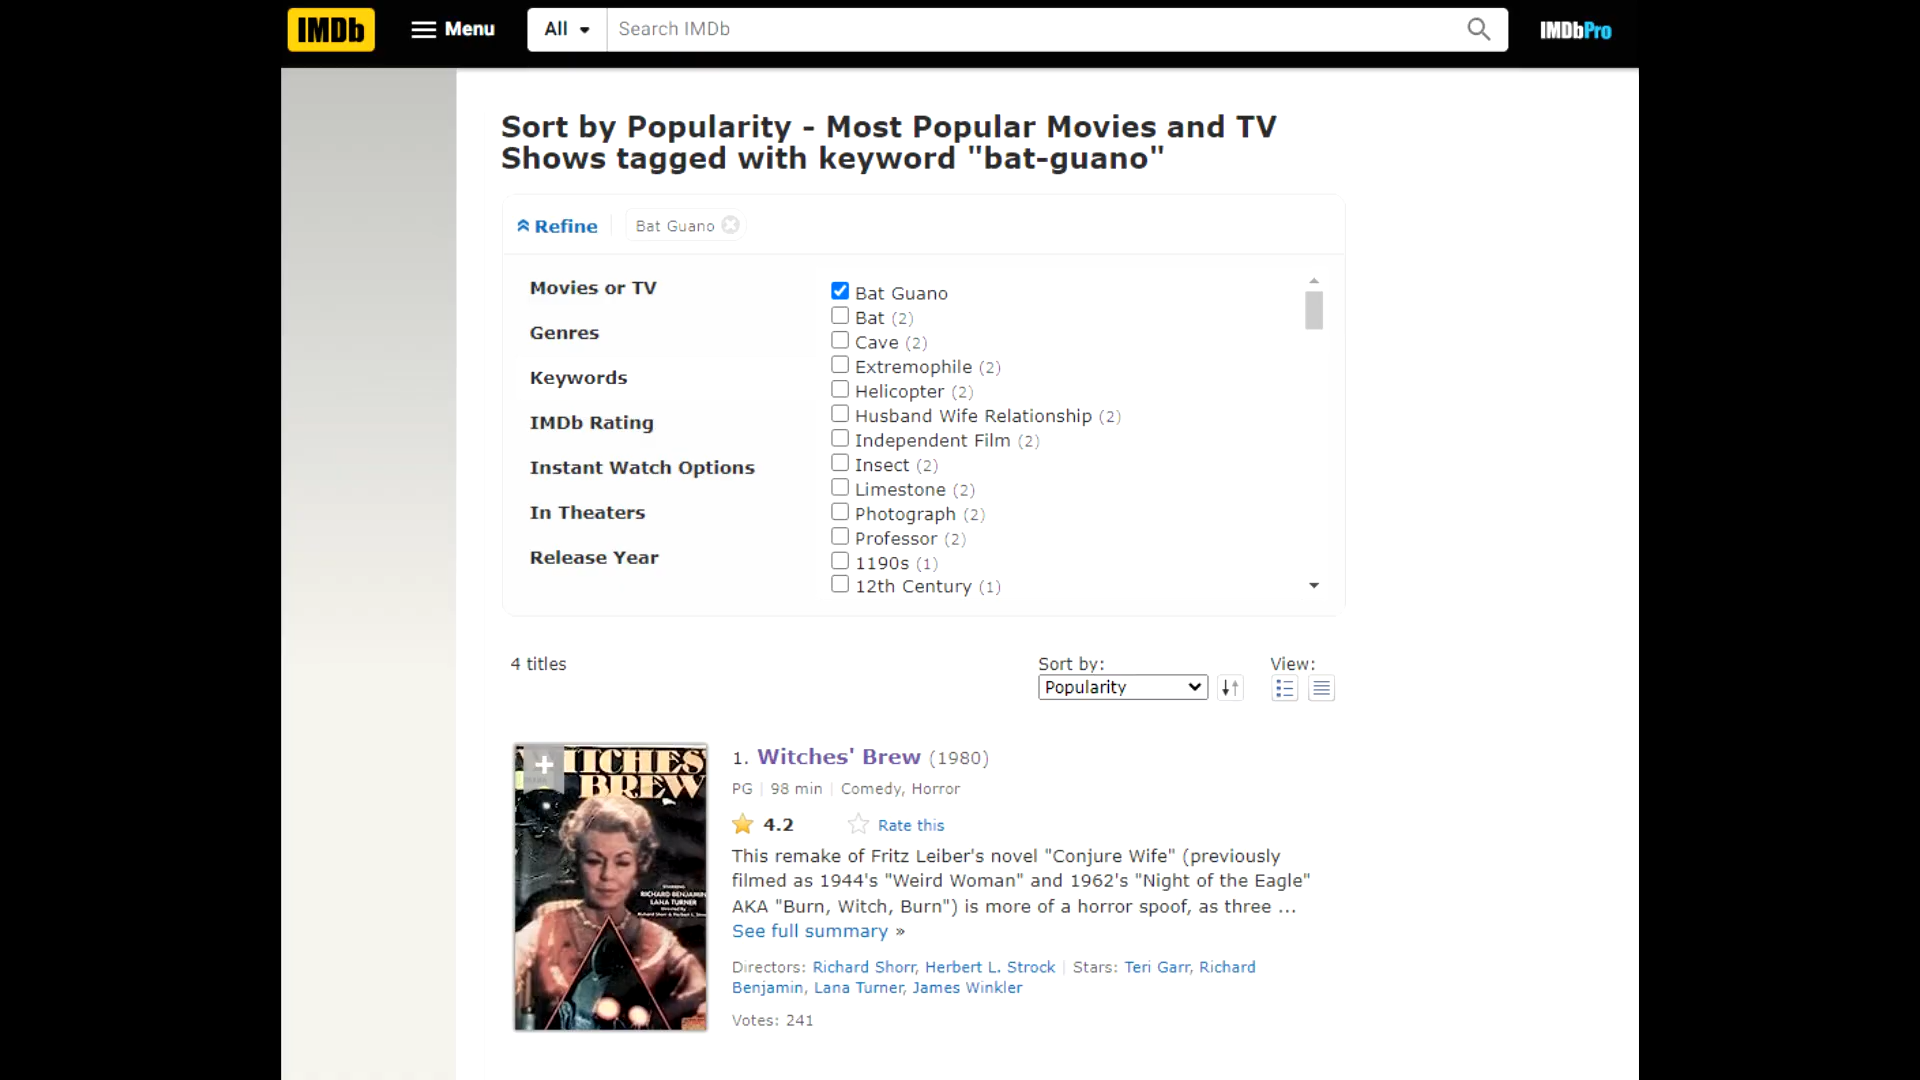 IMDb
Menu
All
Search IMDb
IMDbPro
Sort by Popularity - Most Popular Movies and TV
Shows tagged with keyword "bat-guano"
Refine
Bat Guano
Movies or TV
Genres
Keywords
IMDb Rating
Instant Watch Options
In Theaters
Release Year
Bat Guano
Bat (2)
Cave (2)
Extremophile (2)
Helicopter (2)
Husband Wife Relationship (2)
Independent Film (2)
Insect (2)
Limestone (2)
Photograph (2)
Professor (2)
1190s (1)
12th Century (1)
4 titles
Sort by:
Popularity
View:
ITCHES'
BREW
RICHARD BENJAMIN
LANA TURNER
1. Witches' Brew (1980)
PG | 98 min | Comedy, Horror
4.2
Rate this
This remake of Fritz Leiber's novel "Conjure Wife" (previously
filmed as 1944's "Weird Woman" and 1962's "Night of the Eagle"
AKA "Burn, Witch, Burn") is more of a horror spoof, as three ...
See full summary »
Directors: Richard Shorr, Herbert L. Strock | Stars: Teri Garr, Richard
Benjamin, Lana Turner, James Winkler
Votes: 241